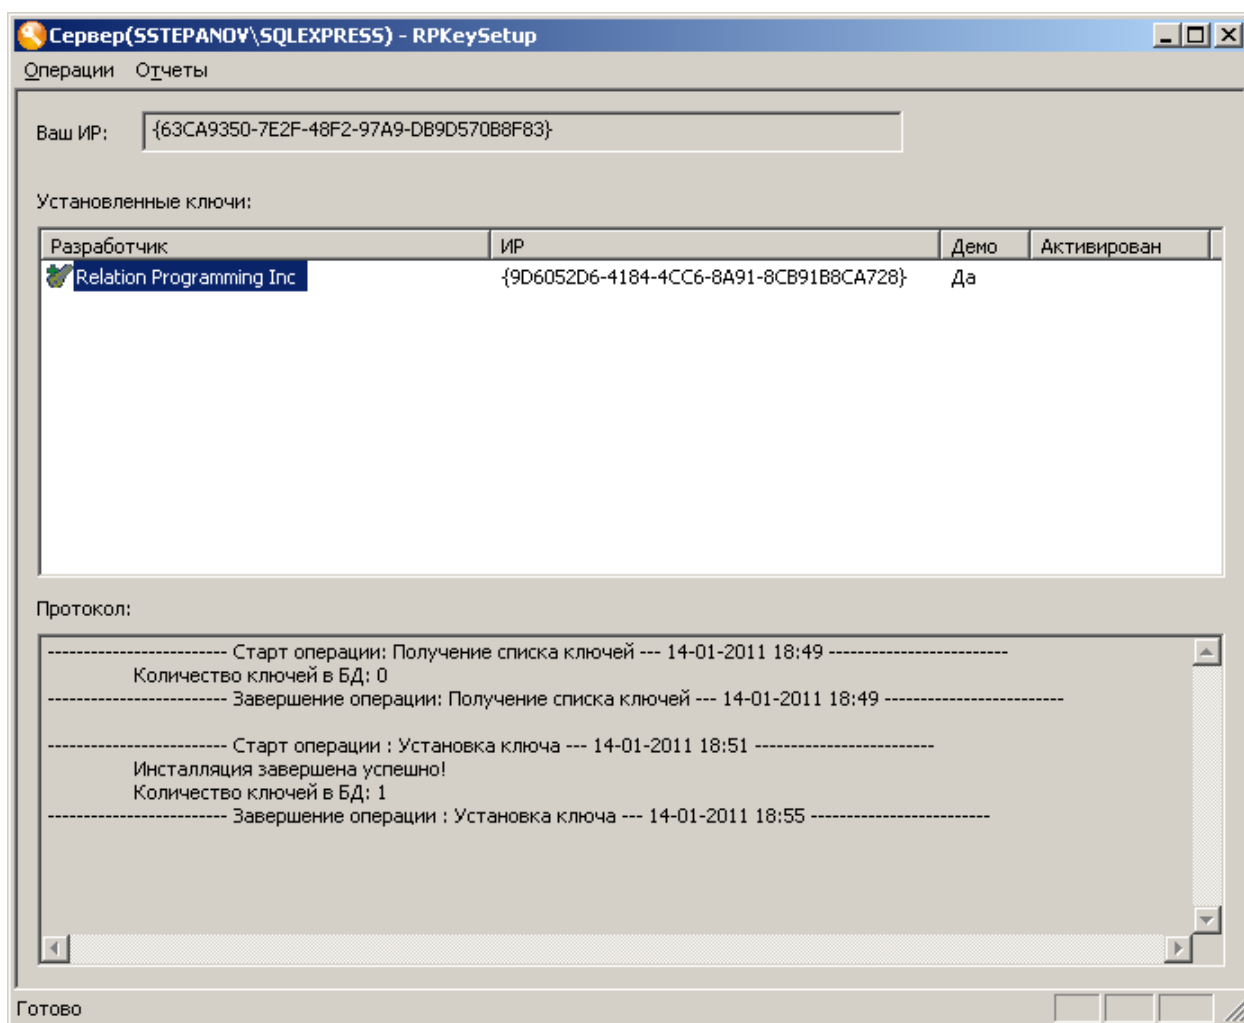 Сервер(SSTEPANOV\SQLEXPRESS) - RPKeySetup
Операции Отчеты
Ваш ИР: {63CA9350-7E2F-48F2-97A9-DB9D570B8F83}
Установленные ключи:
Разработчик ИР Демо Активирован
Relation Programming Inc {9D6052D6-4184-4CC6-8A91-8CB91B8CA728} Да
Протокол:
------------------------- Старт операции: Получение списка ключей --- 14-01-2011 18:49 -------------------------
Количество ключей в БД: 0
------------------------- Завершение операции: Получение списка ключей --- 14-01-2011 18:49 -------------------------
------------------------- Старт операции : Установка ключа --- 14-01-2011 18:51 -------------------------
Инсталляция завершена успешно!
Количество ключей в БД: 1
------------------------- Завершение операции : Установка ключа --- 14-01-2011 18:55 -------------------------
Готово